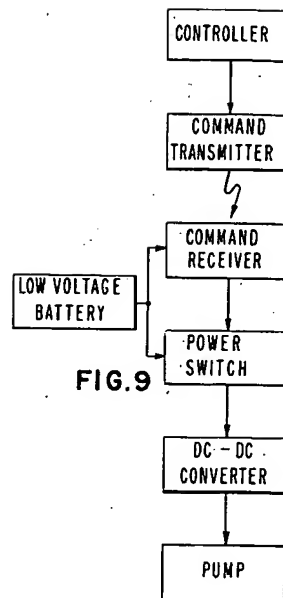 CONTROLLER
COMMAND
TRANSMITTER
COMMAND
RECEIVER
LOW VOLTAGE
BATTERY
POWER
SWITCH
FIG.9
DC-DC
CONVERTER
PUMP